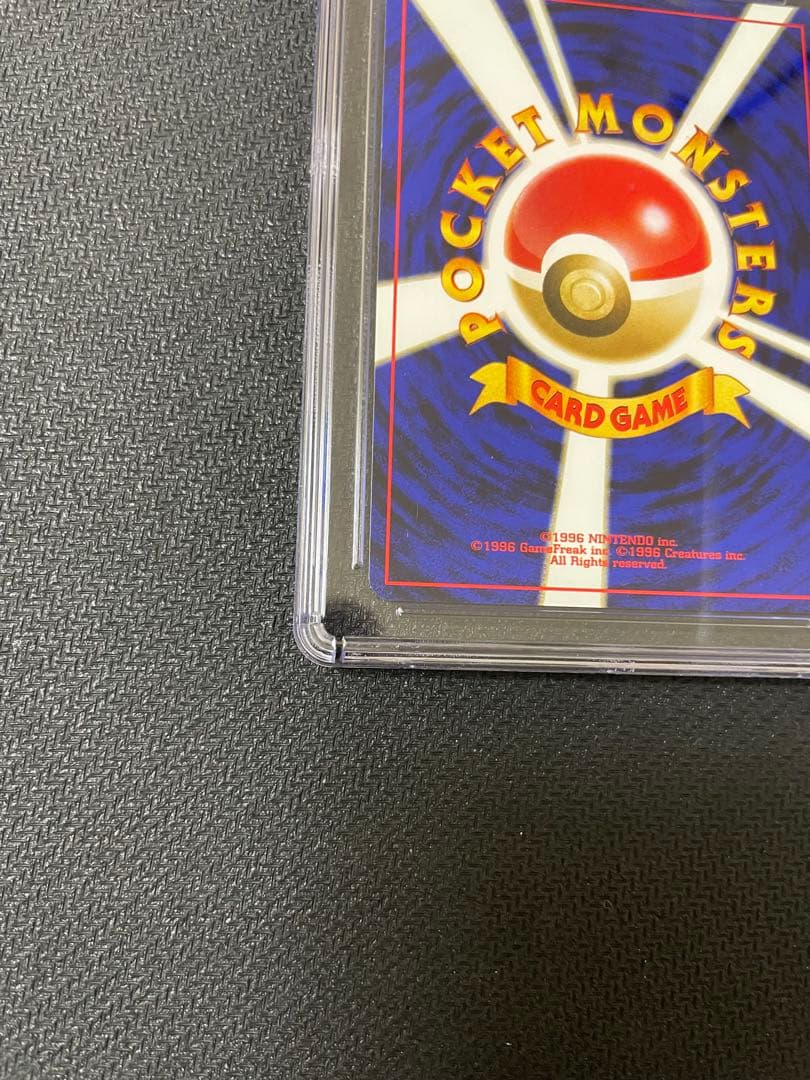 POCKET MONSTERS
CARD GAME
©1996 NINTENDO inc.
©1996 GameFreak inc. ©1996 Creatures inc.
All Rights reserved.